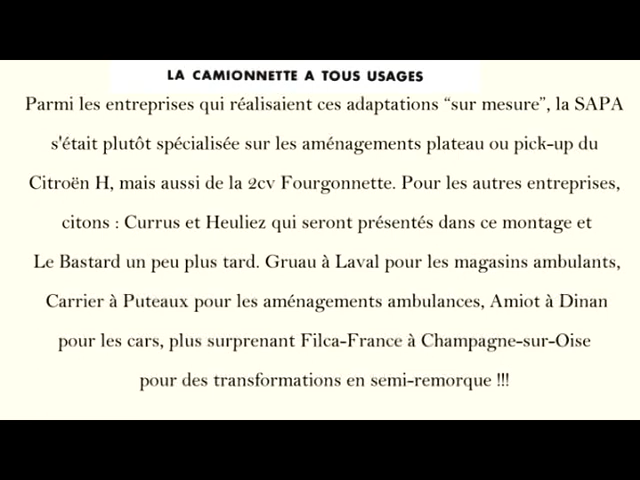 LA CAMIONNETTE A TOUS USAGES
Parmi les entreprises qui réalisaient ces adaptations “sur mesure”, la SAPA
s'était plutôt spécialisée sur les aménagements plateau ou pick-up du
Citroën H, mais aussi de la 2cv Fourgonnette. Pour les autres entreprises,
citons : Currus et Heuliez qui seront présentés dans ce montage et
Le Bastard un peu plus tard. Gruau à Laval pour les magasins ambulants,
Carrier à Puteaux pour les aménagements ambulances, Amiot à Dinan
pour les cars, plus surprenant Filca-France à Champagne-sur-Oise
pour des transformations en semi-remorque !!!